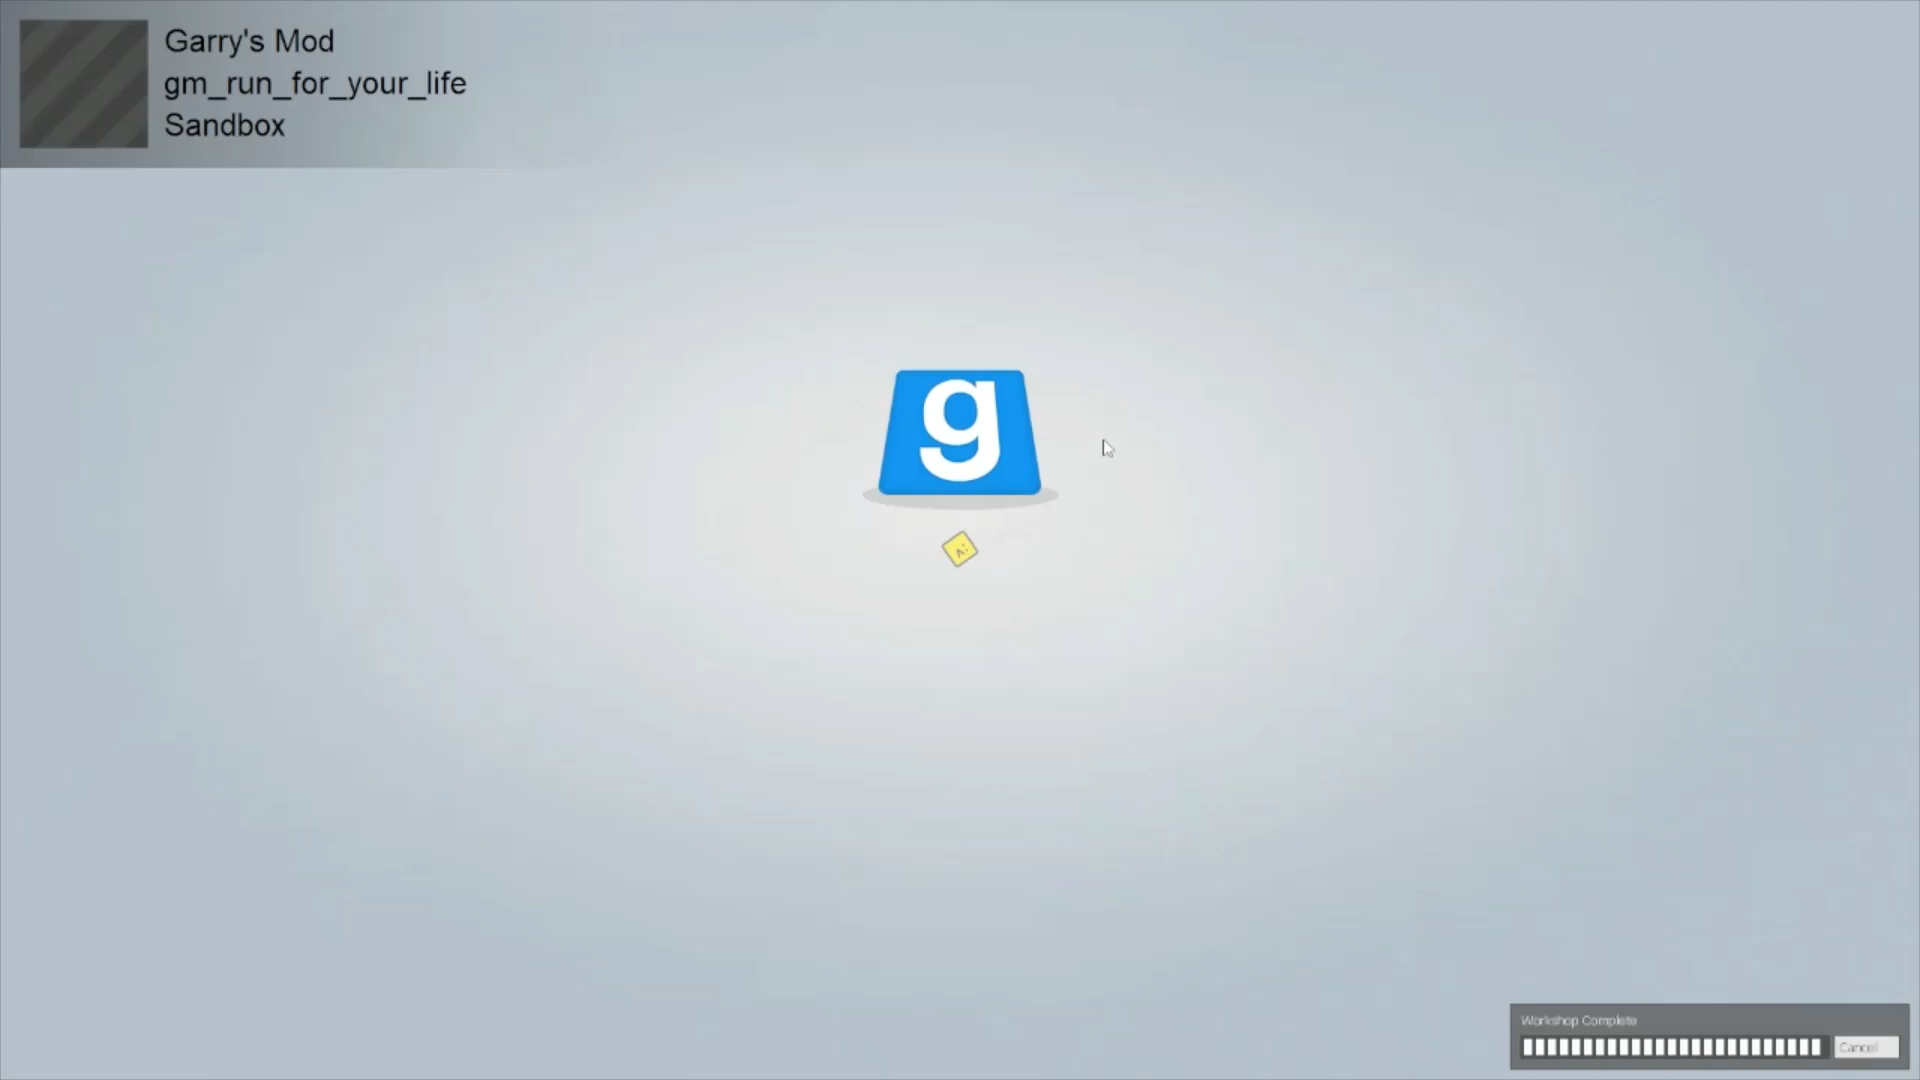 Garry's Mod
gm_run_for_your_life
Sandbox
g
Workshop Complete
Cancel